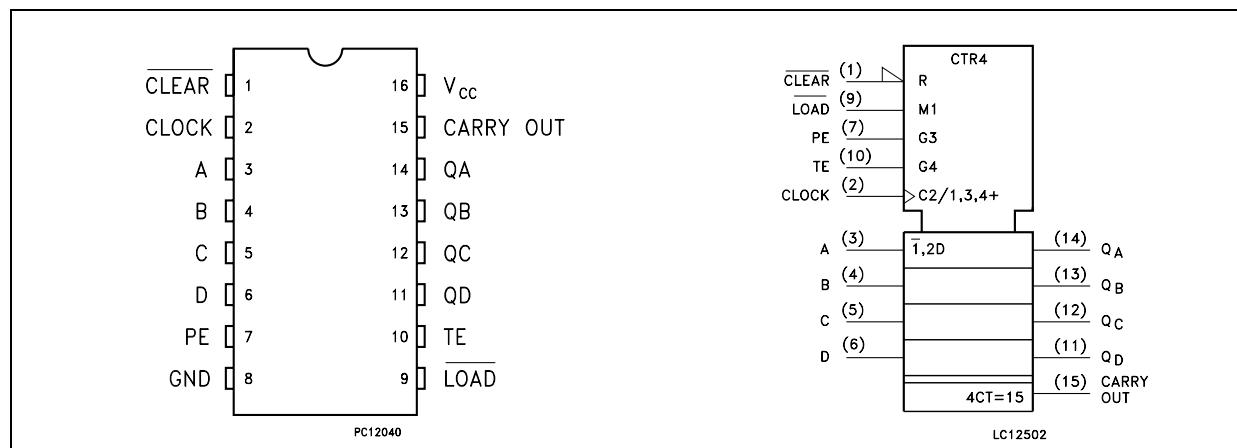 CLEAR 1 16 VCC
CLOCK 2 15 CARRY OUT
A 3 14 QA
B 4 13 QB
C 5 12 QC
D 6 11 QD
PE 7 10 TE
GND 8 9 LOAD
PC12040
CTR4
CLEAR (1) R
LOAD (9) M1
PE (7) G3
TE (10) G4
CLOCK (2) C2/1,3,4+
A (3) 1̅,2D (14) QA
B (4) (13) QB
C (5) (12) QC
D (6) (11) QD
4CT=15 (15) CARRY
OUT
LC12502